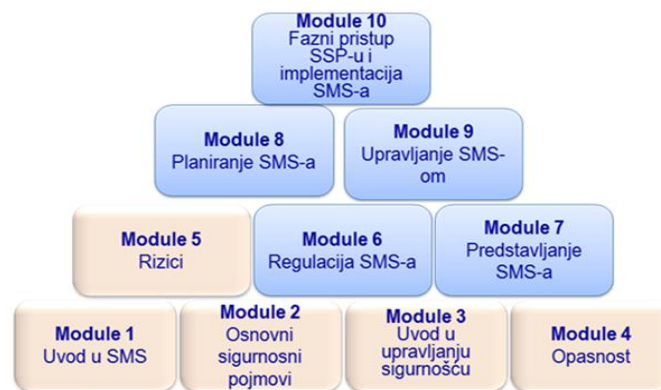 Module 10
Fazni pristup
SSP-u i
implementacija
SMS-a
Module 8
Planiranje SMS-a
Module 9
Upravljanje SMS-
om
Module 5
Rizici
Module 6
Regulacija SMS-a
Module 7
Predstavljanje
SMS-a
Module 1
Uvod u SMS
Module 2
Osnovni
sigurnosni
pojmovi
Module 3
Uvod u
upravljanju
sigurnošću
Module 4
Opasnost